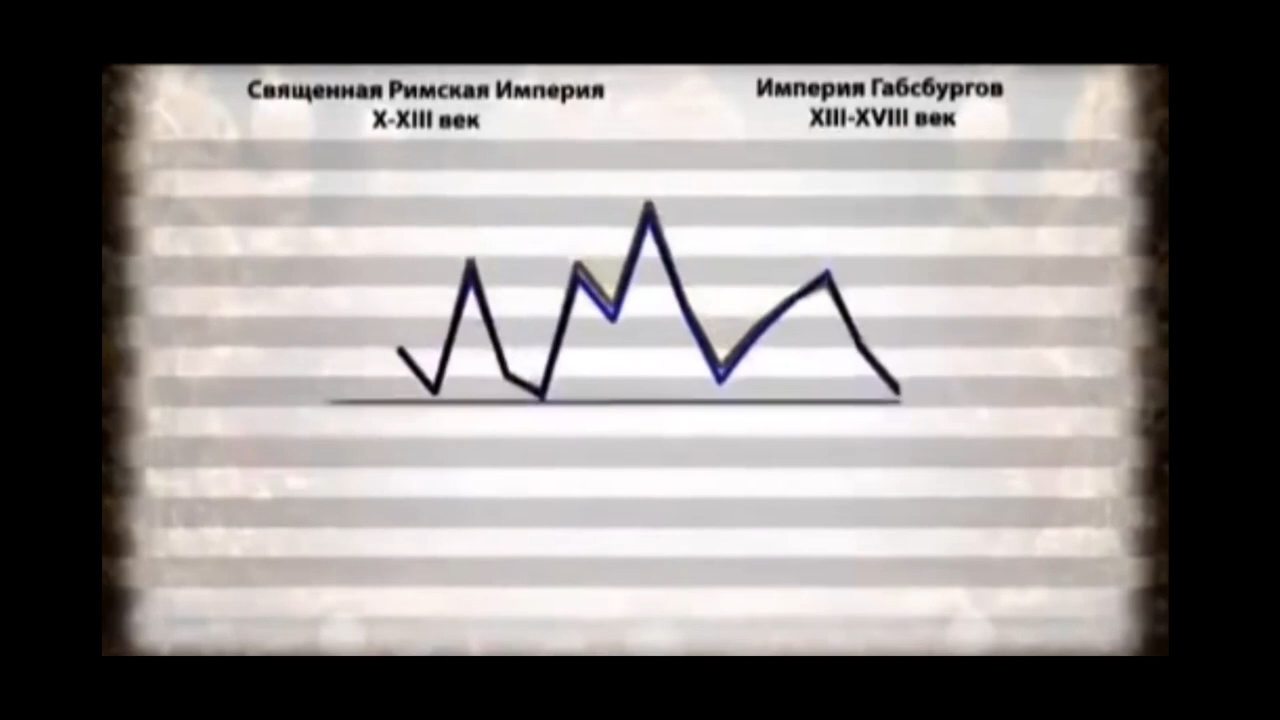 Священная Римская Империя
X-XIII век
Империя Габсбургов
XIII-XVIII век